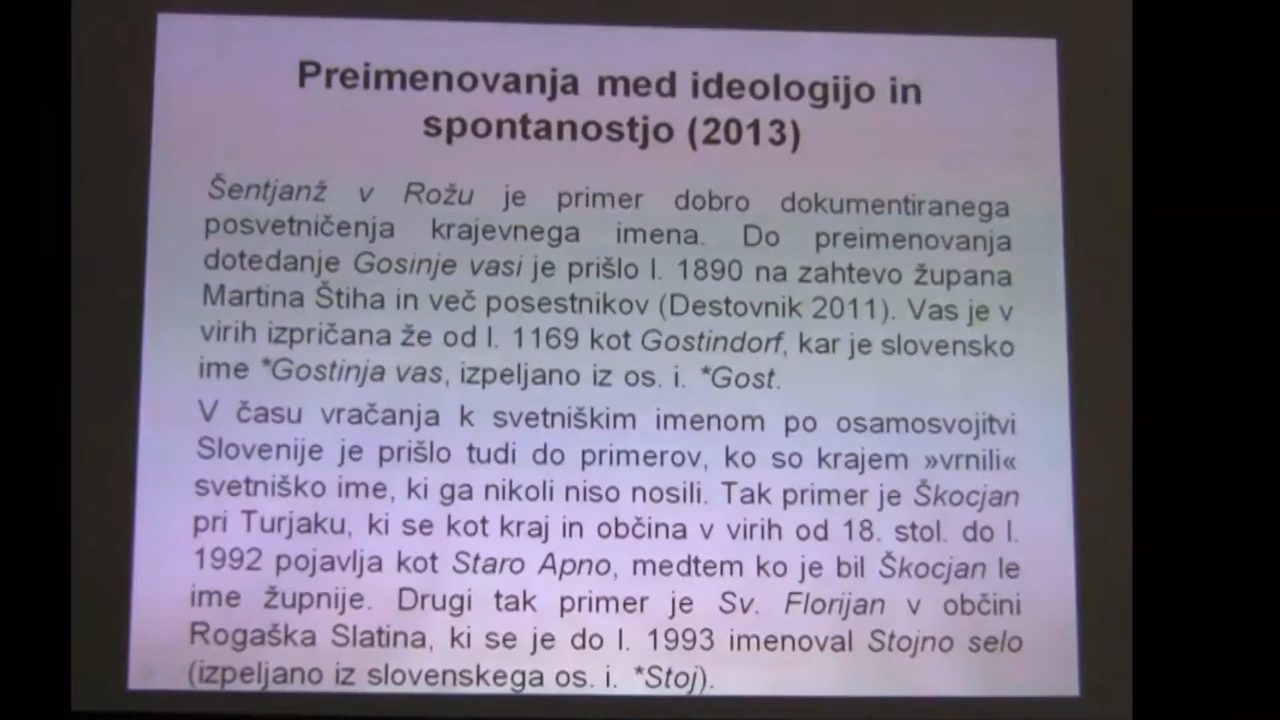 Preimenovanja med ideologijo in
spontanostjo (2013)
Šentjanž v Rožu je primer dobro dokumentiranega
posvetničenja krajevnega imena. Do preimenovanja
dotedanje Gosinje vasi je prišlo l. 1890 na zahtevo župana
Martina Štiha in več posestnikov (Destovnik 2011). Vas je v
virih izpričana že od l. 1169 kot Gostindorf, kar je slovensko
ime *Gostinja vas, izpeljano iz os. i. *Gost.
V času vračanja k svetniškim imenom po osamosvojitvi
Slovenije je prišlo tudi do primerov, ko so krajem »vrnili«
svetniško ime, ki ga nikoli niso nosili. Tak primer je Škocjan
pri Turjaku, ki se kot kraj in občina v virih od 18. stol. do l.
1992 pojavlja kot Staro Apno, medtem ko je bil Škocjan le
ime župnije. Drugi tak primer je Sv. Florijan v občini
Rogaška Slatina, ki se je do l. 1993 imenoval Stojno selo
(izpeljano iz slovenskega os. i. *Stoj).